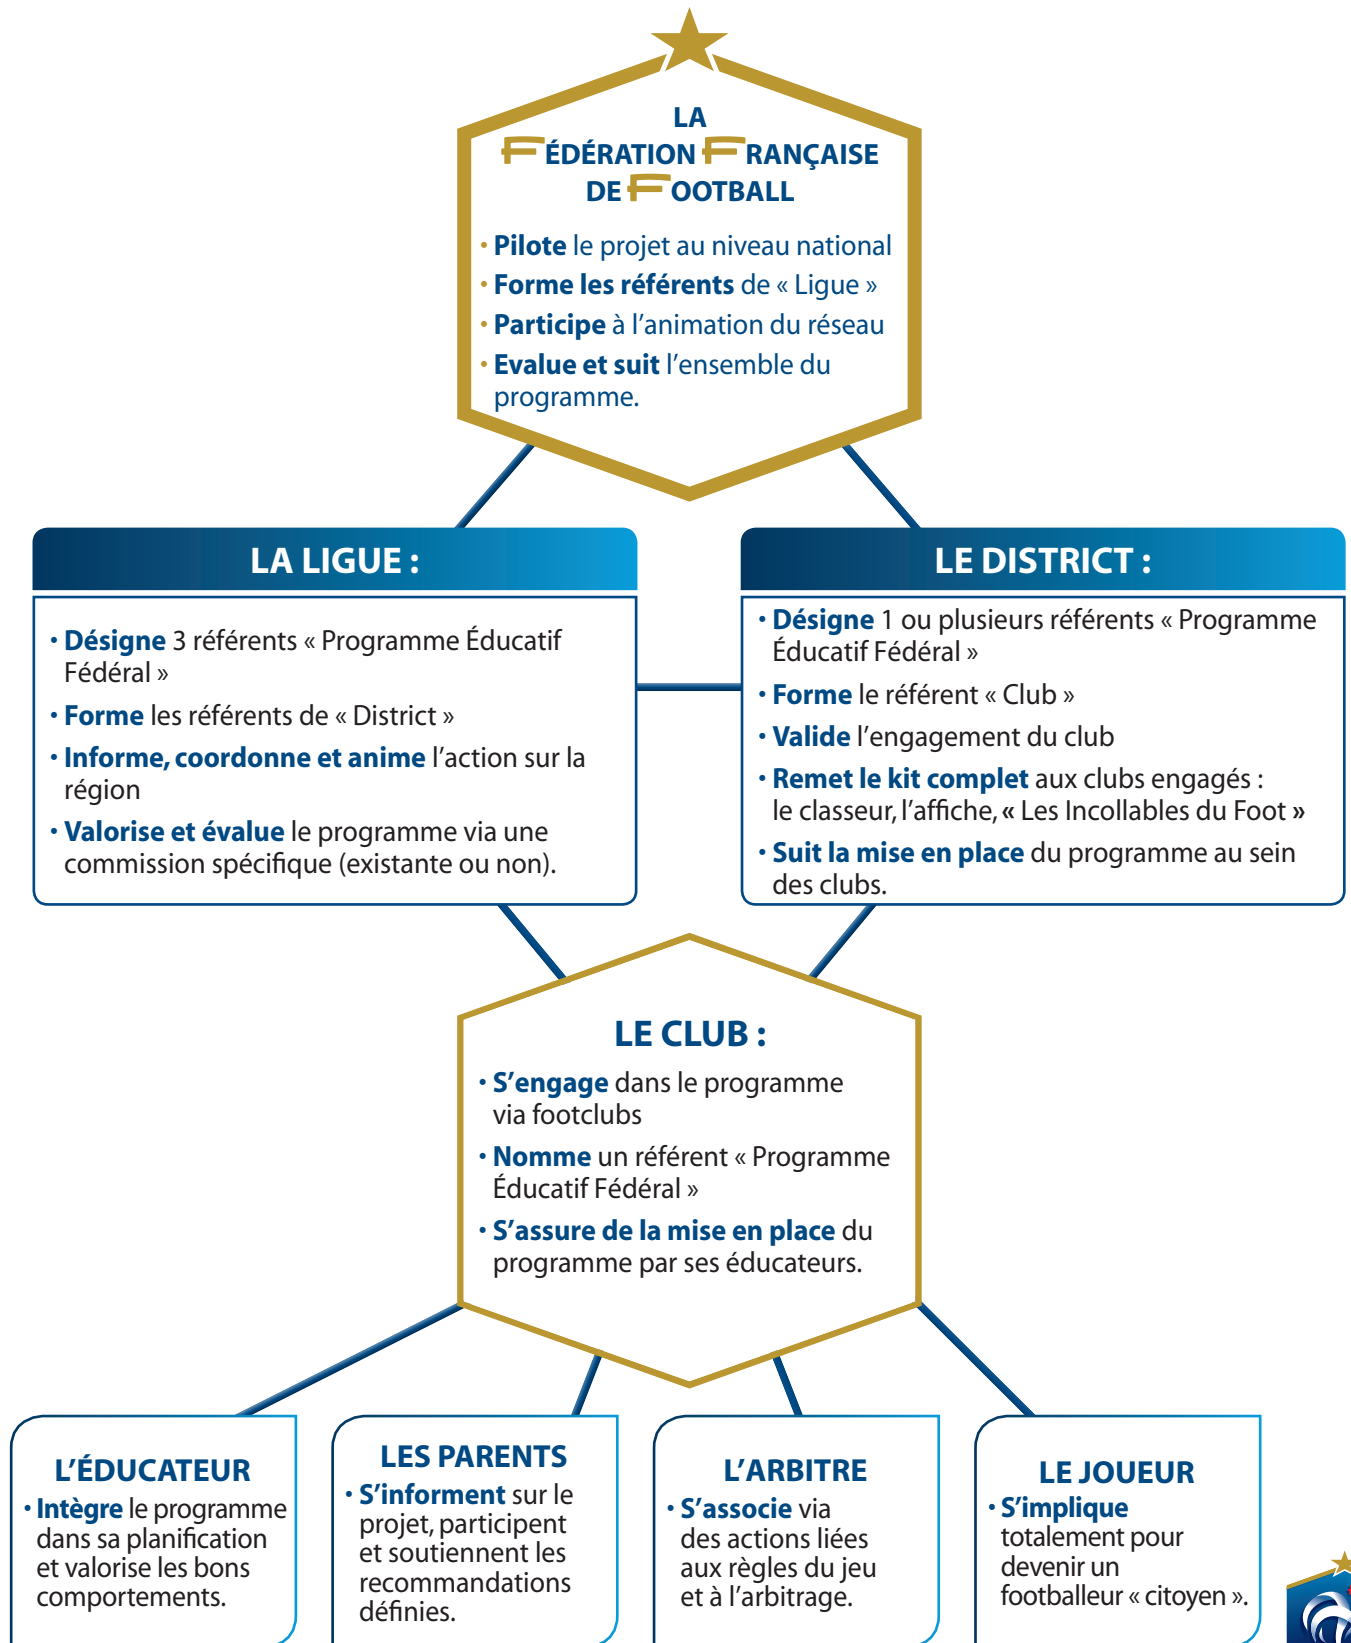 LA
FÉDÉRATION FRANÇAISE
DE FOOTBALL
• Pilote le projet au niveau national
• Forme les référents de « Ligue »
• Participe à l’animation du réseau
• Evalue et suit l’ensemble du
programme.
LA LIGUE :
• Désigne 3 référents « Programme Éducatif
Fédéral »
• Forme les référents de « District »
• Informe, coordonne et anime l’action sur la
région
• Valorise et évalue le programme via une
commission spécifique (existante ou non).
LE DISTRICT :
• Désigne 1 ou plusieurs référents « Programme
Éducatif Fédéral »
• Forme le référent « Club »
• Valide l’engagement du club
• Remet le kit complet aux clubs engagés :
le classeur, l’affiche, « Les Incollables du Foot »
• Suit la mise en place du programme au sein
des clubs.
LE CLUB :
• S’engage dans le programme
via footclubs
• Nomme un référent « Programme
Éducatif Fédéral »
• S’assure de la mise en place du
programme par ses éducateurs.
L’ÉDUCATEUR
• Intègre le programme
dans sa planification
et valorise les bons
comportements.
LES PARENTS
• S’informent sur le
projet, participent
et soutiennent les
recommandations
définies.
L’ARBITRE
• S’associe via
des actions liées
aux règles du jeu
et à l’arbitrage.
LE JOUEUR
• S’implique
totalement pour
devenir un
footballeur « citoyen ».